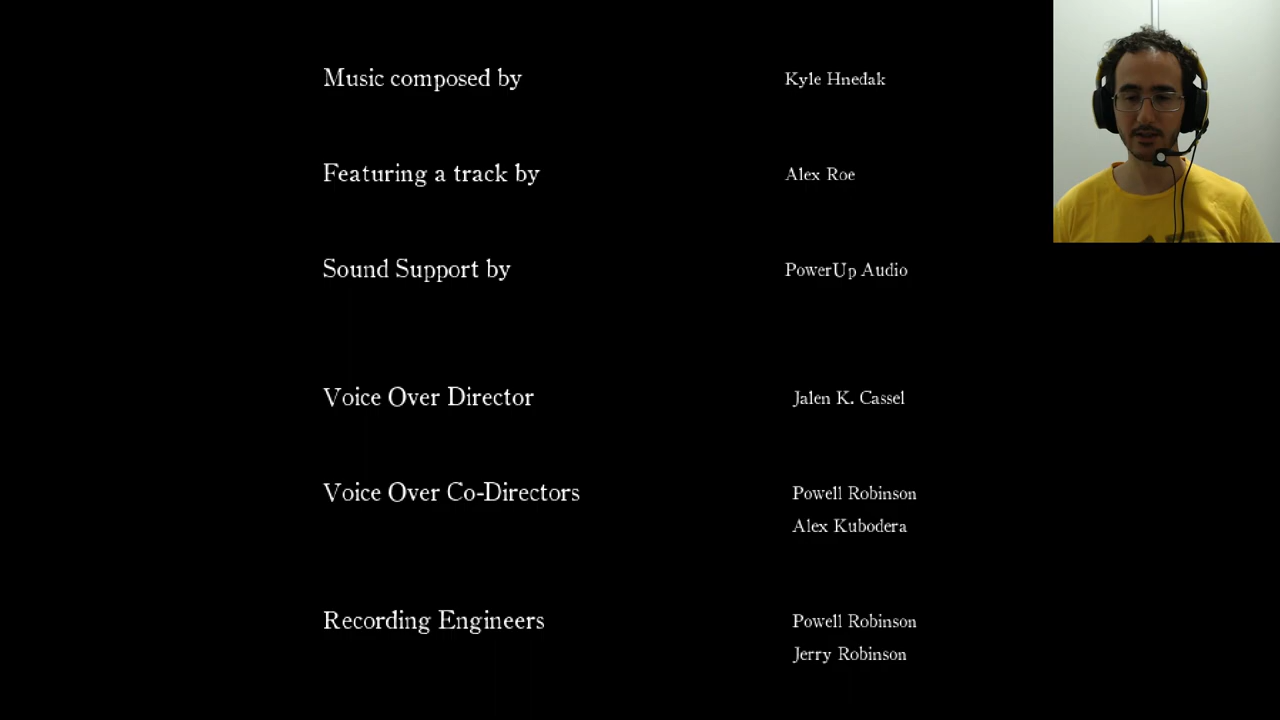 Music composed by Kyle Hnedak
Featuring a track by Alex Roe
Sound Support by PowerUp Audio
Voice Over Director Jalen K. Cassel
Voice Over Co-Directors Powell Robinson
Alex Kubodera
Recording Engineers Powell Robinson
Jerry Robinson